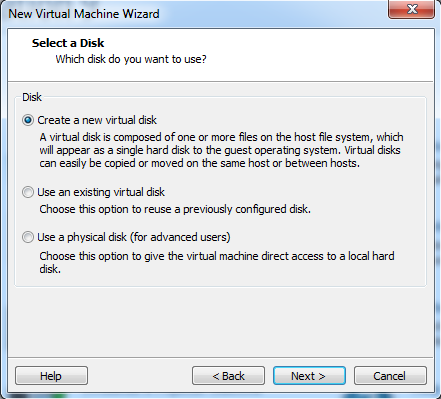 New Virtual Machine Wizard
Select a Disk
Which disk do you want to use?
Disk
Create a new virtual disk
A virtual disk is composed of one or more files on the host file system, which
will appear as a single hard disk to the guest operating system. Virtual disks
can easily be copied or moved on the same host or between hosts.
Use an existing virtual disk
Choose this option to reuse a previously configured disk.
Use a physical disk (for advanced users)
Choose this option to give the virtual machine direct access to a local hard
disk.
Help
< Back
Next >
Cancel